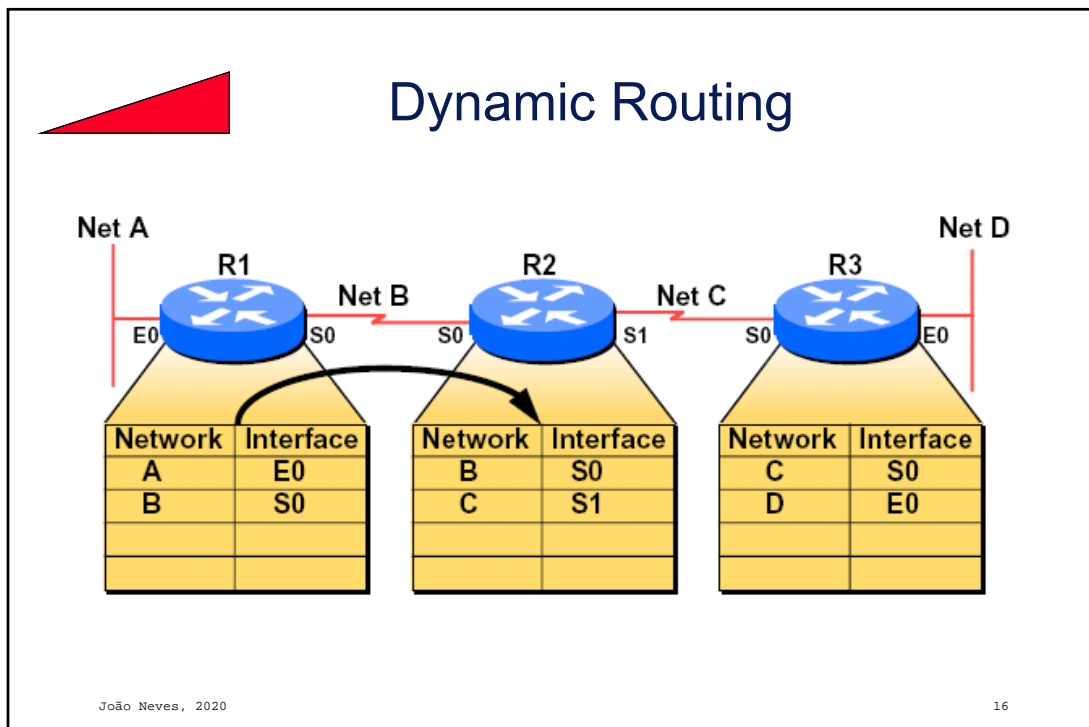 Dynamic Routing
Net A
Net D
R1
R2
R3
Net B
Net C
E0
S0
S0
S1
S0
E0
Network Interface
A E0
B S0
Network Interface
B S0
C S1
Network Interface
C S0
D E0
João Neves, 2020
16